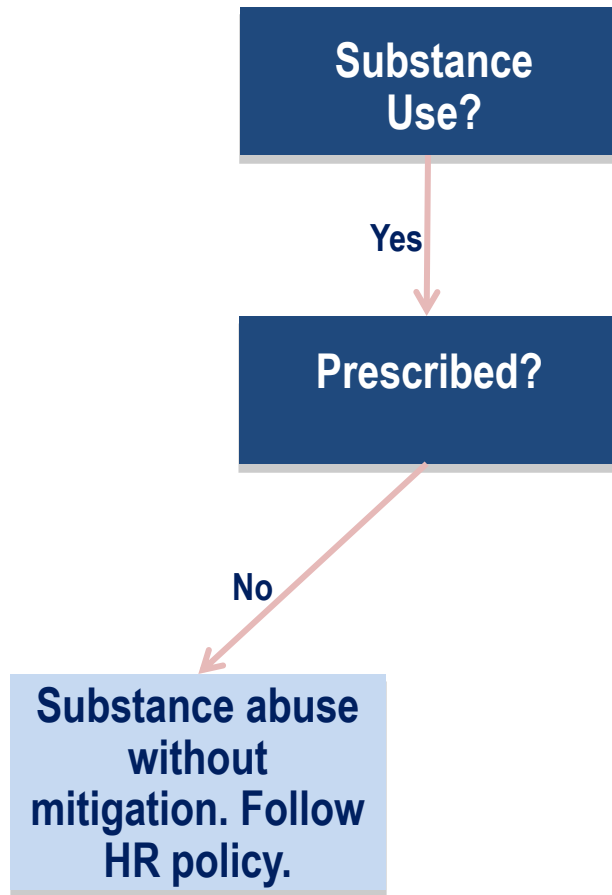 Substance
Use?
Yes
Prescribed?
No
Substance abuse
without
mitigation. Follow
HR policy.